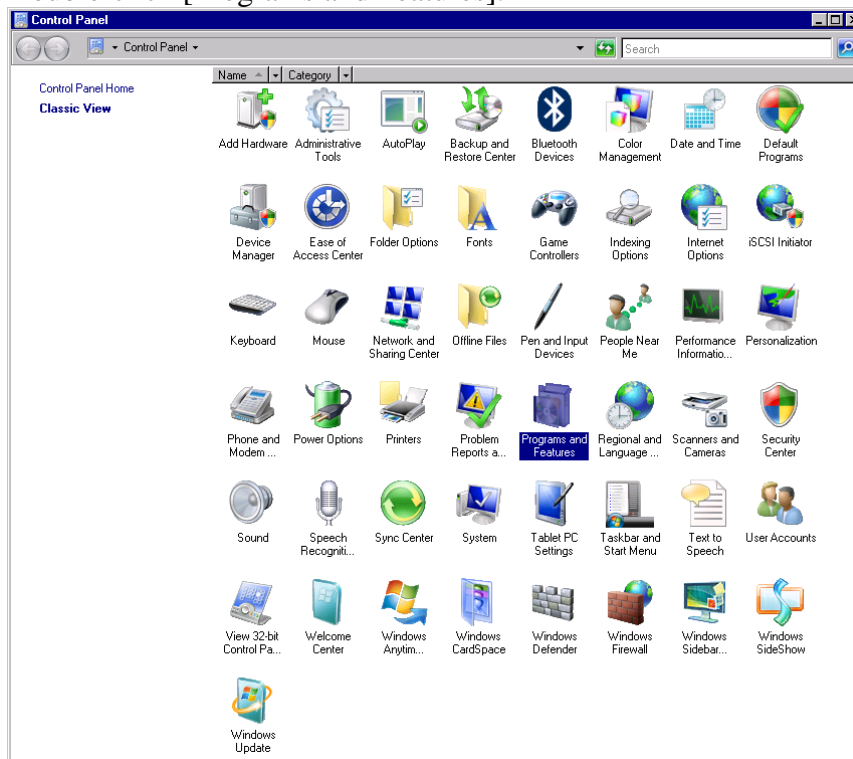 [Programs and Features].
Control Panel
Control Panel
Search
Name Category
Control Panel Home
Classic View
Add Hardware
Administrative
Tools
AutoPlay
Backup and
Restore Center
Bluetooth
Devices
Color
Management
Date and Time
Default
Programs
Device
Manager
Ease of
Access Center
Folder Options
Fonts
Game
Controllers
Indexing
Options
Internet
Options
iSCSI Initiator
Keyboard
Mouse
Network and
Sharing Center
Offline Files
Pen and Input
Devices
People Near
Me
Performance
Informatio...
Personalization
Phone and
Modem ...
Power Options
Printers
Problem
Reports a...
Programs and
Features
Regional and
Language ...
Scanners and
Cameras
Security
Center
Sound
Speech
Recogniti...
Sync Center
System
Tablet PC
Settings
Taskbar and
Start Menu
Text to
Speech
User Accounts
View 32-bit
Control Pa...
Welcome
Center
Windows
Anytim...
Windows
CardSpace
Windows
Defender
Windows
Firewall
Windows
Sidebar...
Windows
SideShow
Windows
Update